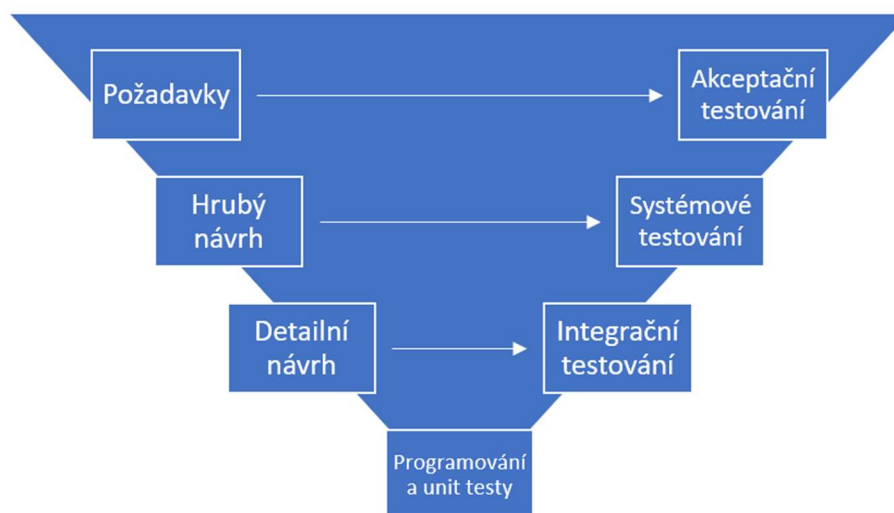 Požadavky
Akceptační
testování
Hrubý
návrh
Systémové
testování
Detailní
návrh
Integrační
testování
Programování
a unit testy